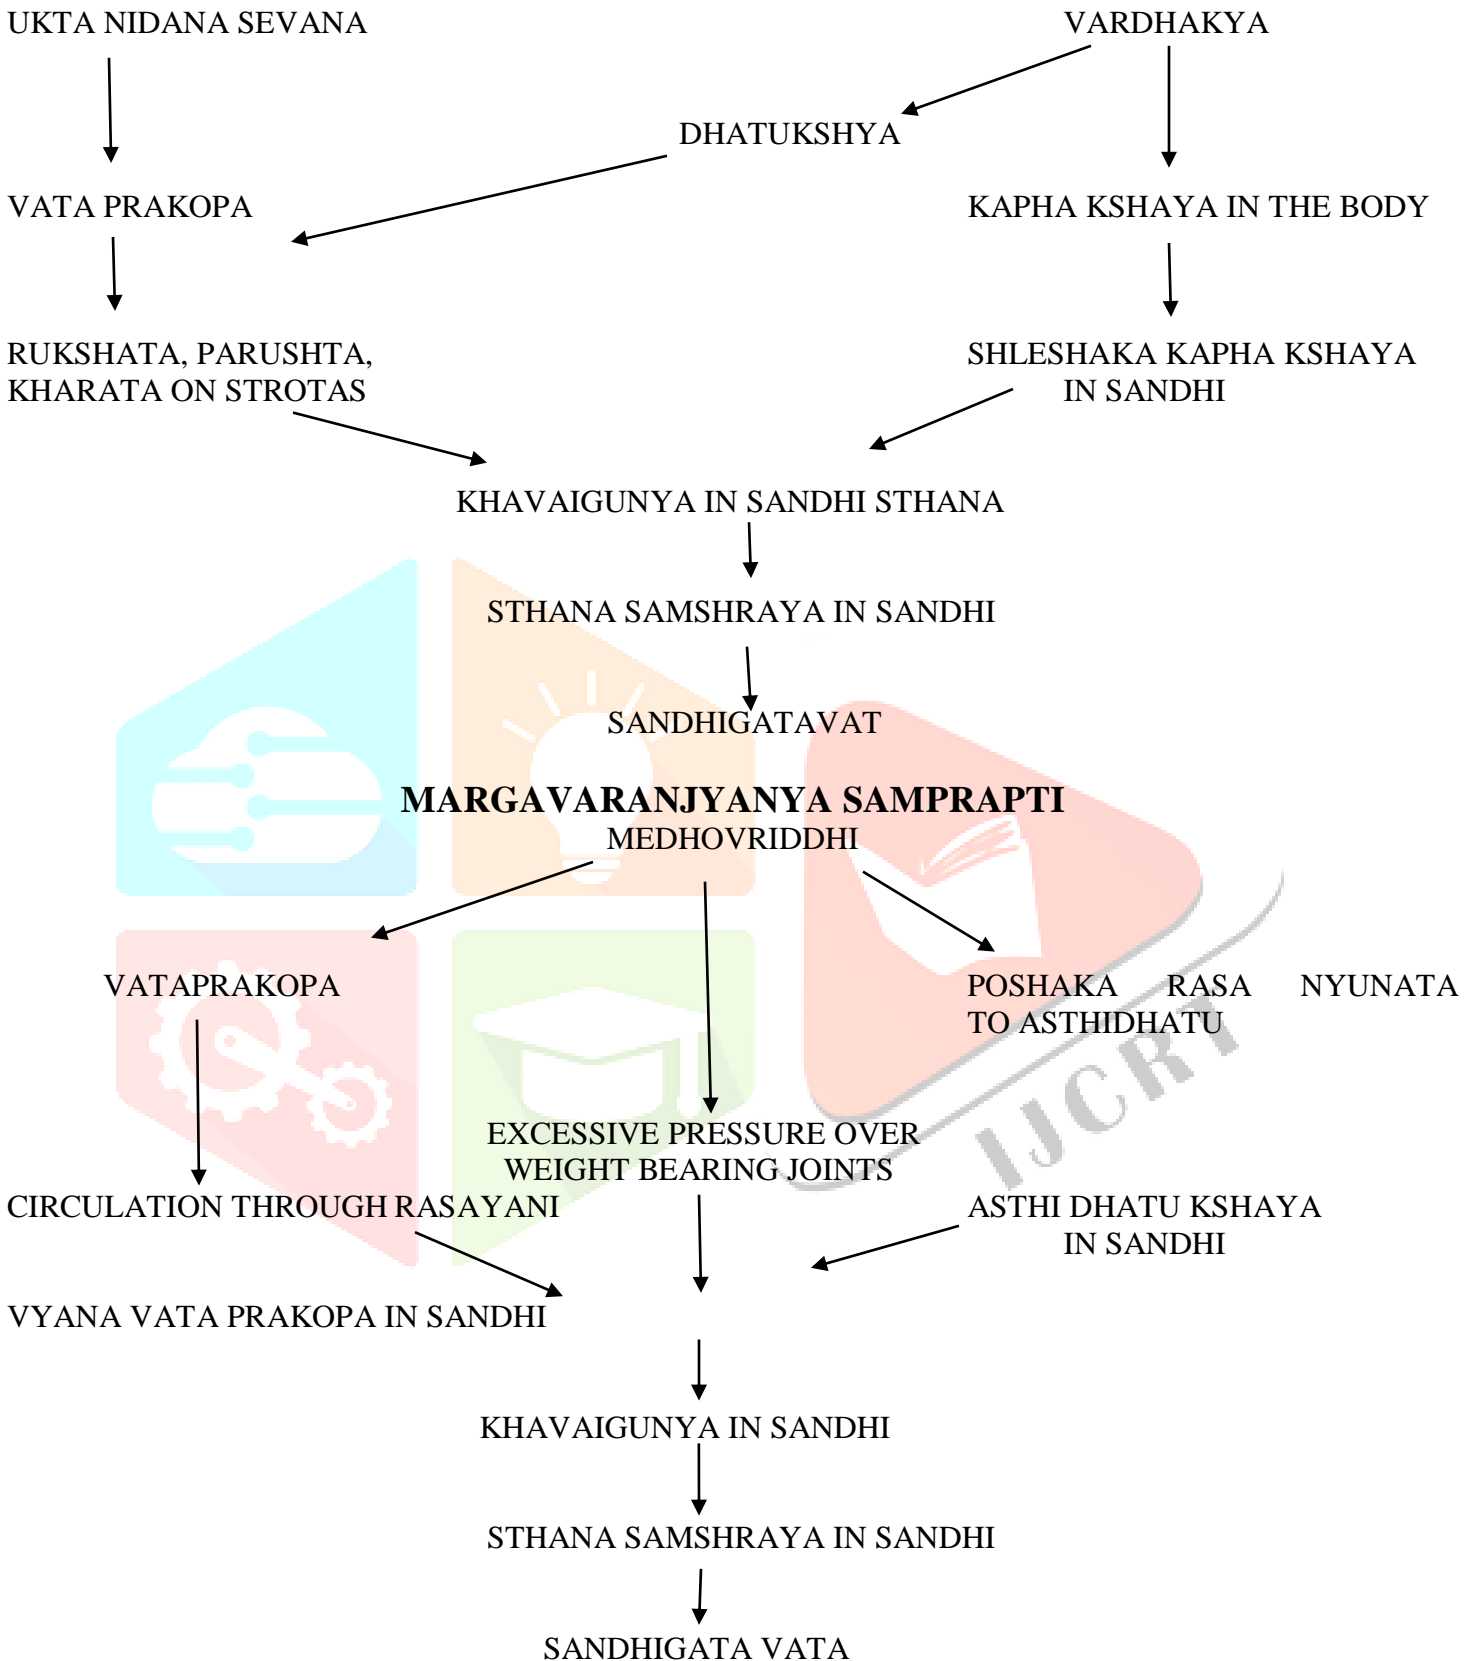 UKTA NIDANA SEVANA
VARDHAKYA
DHATUKSHYA
VATA PRAKOPA
KAPHA KSHAYA IN THE BODY
RUKSHATA, PARUSHTA,
KHARATA ON STROTAS
SHLESHAKA KAPHA KSHAYA
IN SANDHI
KHAVAIGUNYA IN SANDHI STHANA
STHANA SAMSHRAYA IN SANDHI
SANDHIGATAVAT
MARGAVARANJYANYA SAMPRAPTI
MEDHOVRIDDHI
VATAPRAKOPA
POSHAKA RASA NYUNATA
TO ASTHIDHATU
EXCESSIVE PRESSURE OVER
WEIGHT BEARING JOINTS
CIRCULATION THROUGH RASAYANI
ASTHI DHATU KSHAYA
IN SANDHI
VYANA VATA PRAKOPA IN SANDHI
KHAVAIGUNYA IN SANDHI
STHANA SAMSHRAYA IN SANDHI
SANDHIGATA VATA
IJCRT